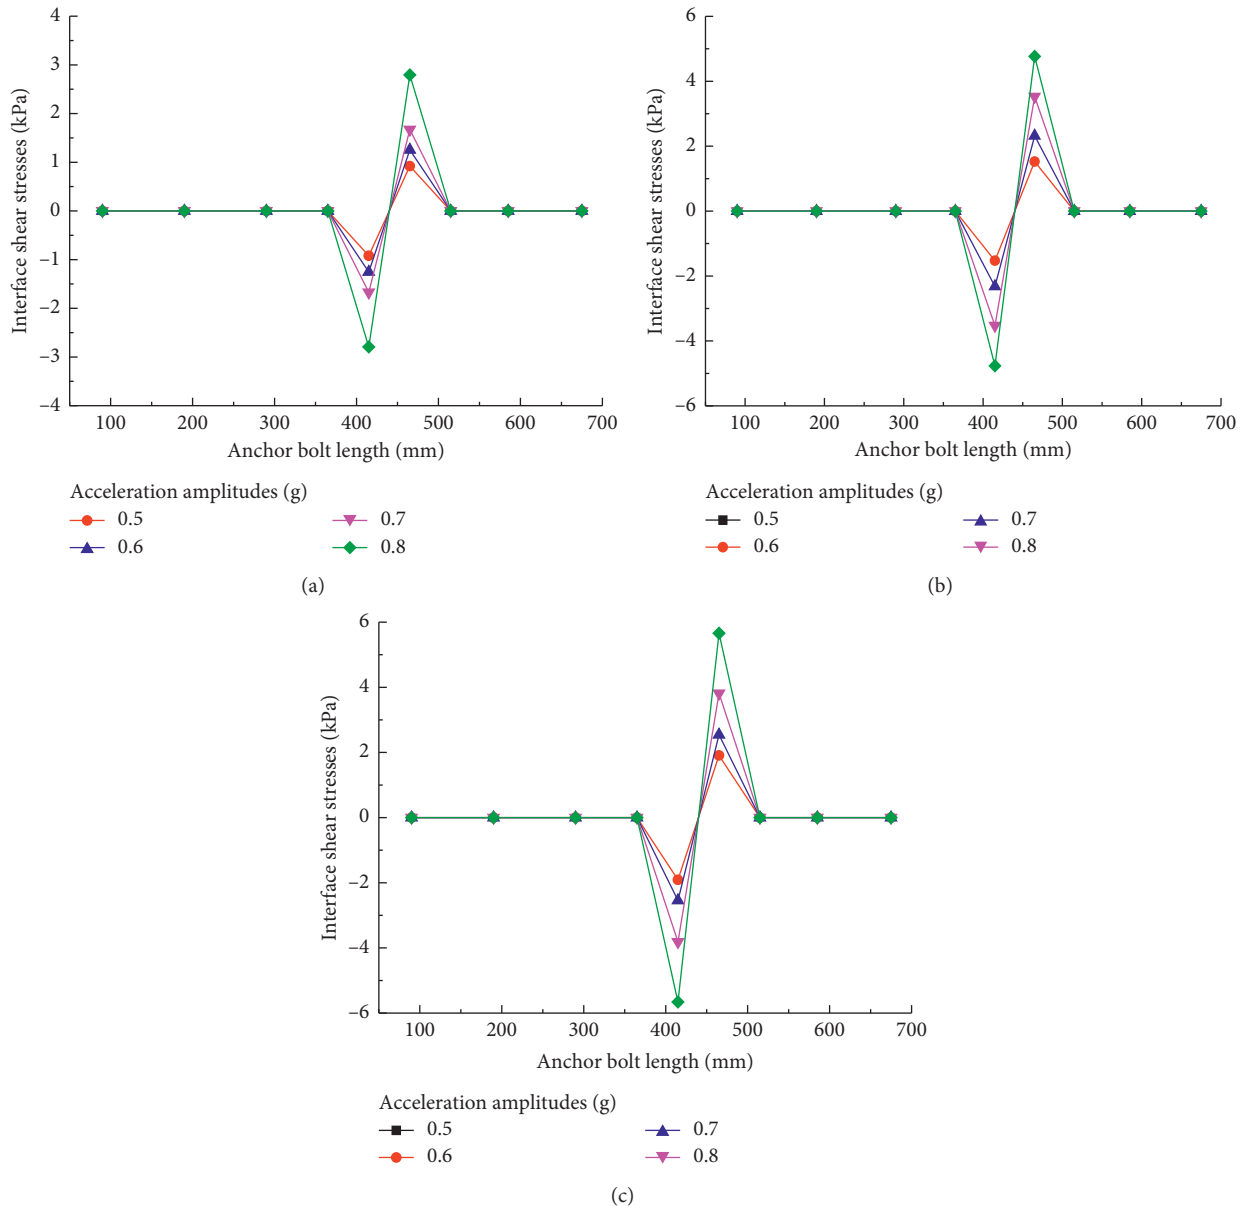 4
3
2
1
0
−1
−2
−3
−4
Interface shear stresses (kPa)
100 200 300 400 500 600 700
Anchor bolt length (mm)
Acceleration amplitudes (g)
0.5 0.7
0.6 0.8
(a)
6
4
2
0
−2
−4
−6
Interface shear stresses (kPa)
100 200 300 400 500 600 700
Anchor bolt length (mm)
Acceleration amplitudes (g)
0.5 0.7
0.6 0.8
(b)
6
4
2
0
−2
−4
−6
Interface shear stresses (kPa)
100 200 300 400 500 600 700
Anchor bolt length (mm)
Acceleration amplitudes (g)
0.5 0.7
0.6 0.8
(c)